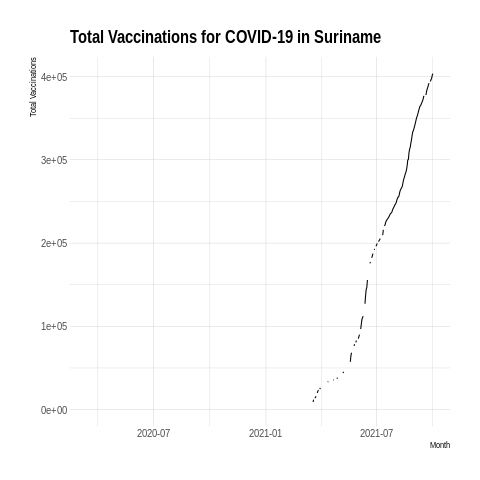 Total Vaccinations for COVID-19 in Suriname
Total Vaccinations
4e+05
3e+05
2e+05
1e+05
0e+00
2020-07 2021-01 2021-07
Month